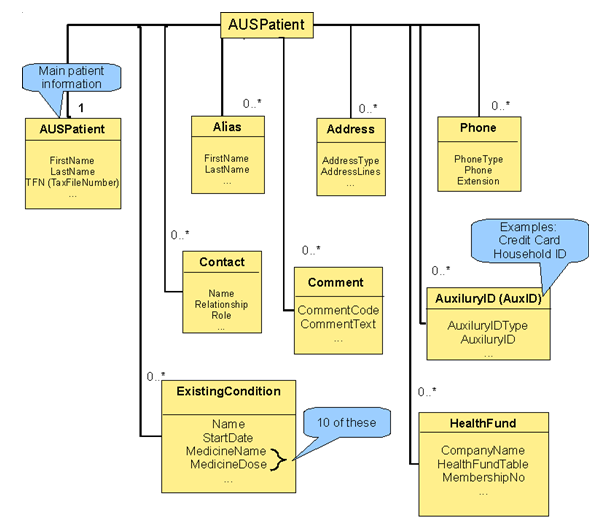 AUSPatient
Main patient
information
1
AUSPatient
FirstName
LastName
TFN (TaxFileNumber)
...
0..*
Alias
FirstName
LastName
...
0..*
Address
AddressType
AddressLines
...
0..*
Phone
PhoneType
Phone
Extension
0..*
Contact
Name
Relationship
Role
...
0..*
Comment
CommentCode
CommentText
...
Examples:
Credit Card
Household ID
0..*
AuxiluryID (AuxID)
AuxiluryIDType
AuxiluryID
...
0..*
ExistingCondition
Name
StartDate
MedicineName
MedicineDose
...
10 of these
0..*
HealthFund
CompanyName
HealthFundTable
MembershipNo
...